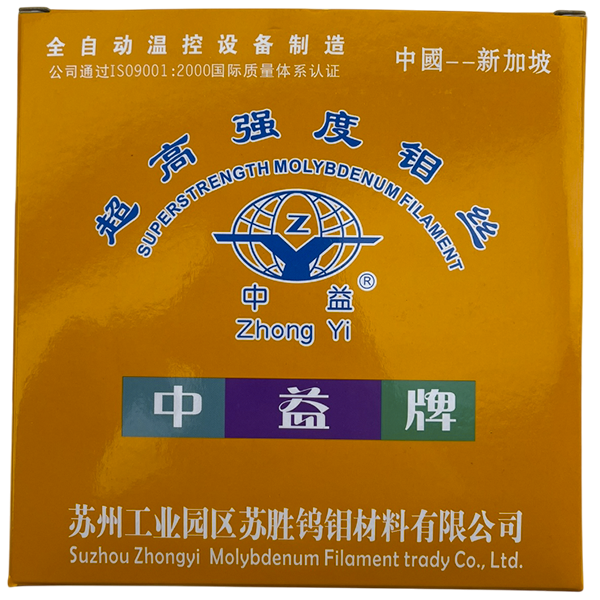 全自动温控设备制造
公司通过ISO9001:2000国际质量体系认证
中國--新加坡
超高强度钼丝
SUPERSTRENGTH MOLYBDENUM FILAMENT
Z
中益®
Zhong Yi
中益牌
苏州工业园区苏胜钨钼材料有限公司
Suzhou Zhongyi Molybdenum Filament trady Co., Ltd.